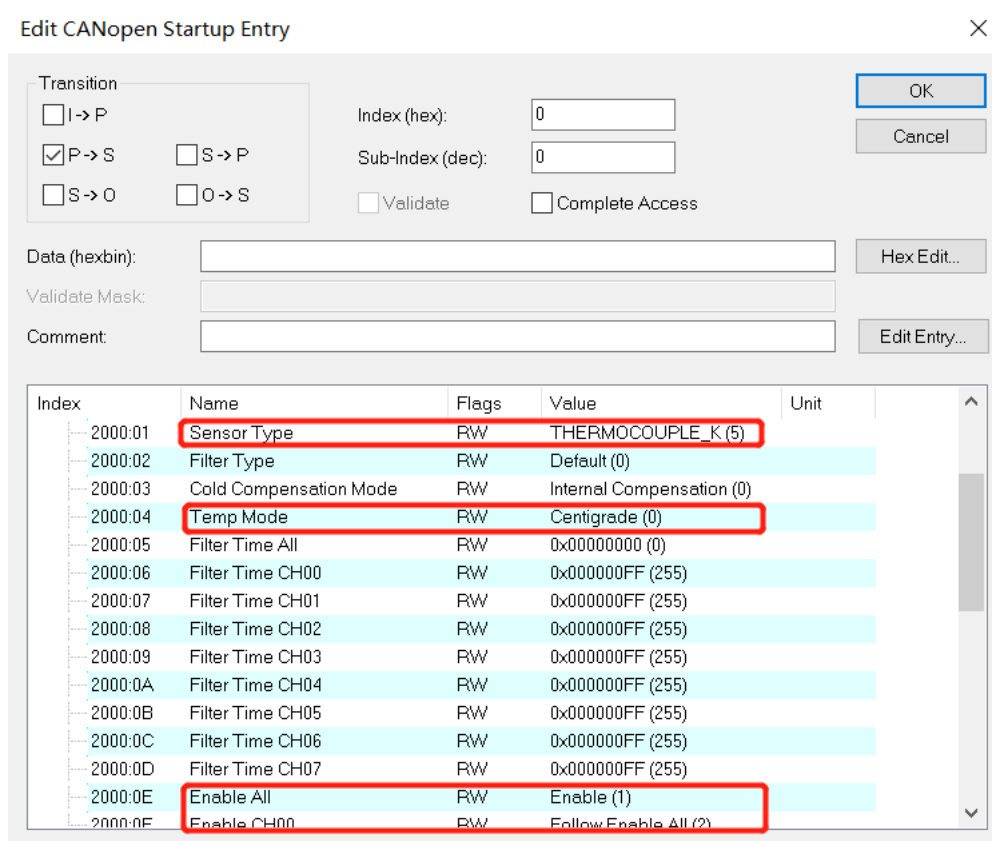 Edit CANopen Startup Entry
Transition
I -> P
P -> S
S -> P
S -> O
O -> S
Index (hex):
0
Sub-Index (dec):
0
Validate
Complete Access
OK
Cancel
Data (hexbin):
Hex Edit...
Validate Mask:
Comment:
Edit Entry...
Index Name Flags Value Unit
2000:01 Sensor Type RW THERMOCOUPLE_K (5)
2000:02 Filter Type RW Default (0)
2000:03 Cold Compensation Mode RW Internal Compensation (0)
2000:04 Temp Mode RW Centigrade (0)
2000:05 Filter Time All RW 0x00000000 (0)
2000:06 Filter Time CH00 RW 0x000000FF (255)
2000:07 Filter Time CH01 RW 0x000000FF (255)
2000:08 Filter Time CH02 RW 0x000000FF (255)
2000:09 Filter Time CH03 RW 0x000000FF (255)
2000:0A Filter Time CH04 RW 0x000000FF (255)
2000:0B Filter Time CH05 RW 0x000000FF (255)
2000:0C Filter Time CH06 RW 0x000000FF (255)
2000:0D Filter Time CH07 RW 0x000000FF (255)
2000:0E Enable All RW Enable (1)
2000:0F Enable CH00 RW Follow Enable All (2)